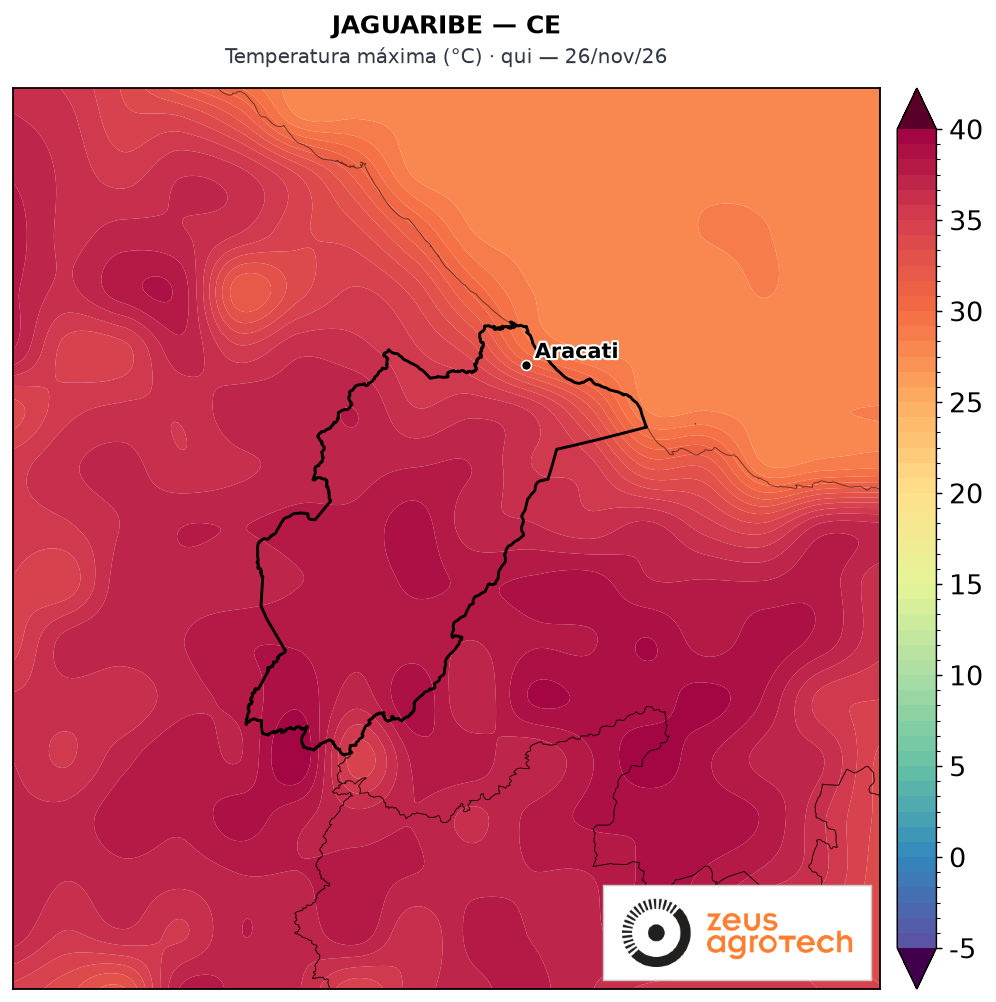 JAGUARIBE — CE
Temperatura máxima (°C) · qui — 26/nov/26
Aracati
40
35
30
25
20
15
10
5
0
-5
zeus
agrotech